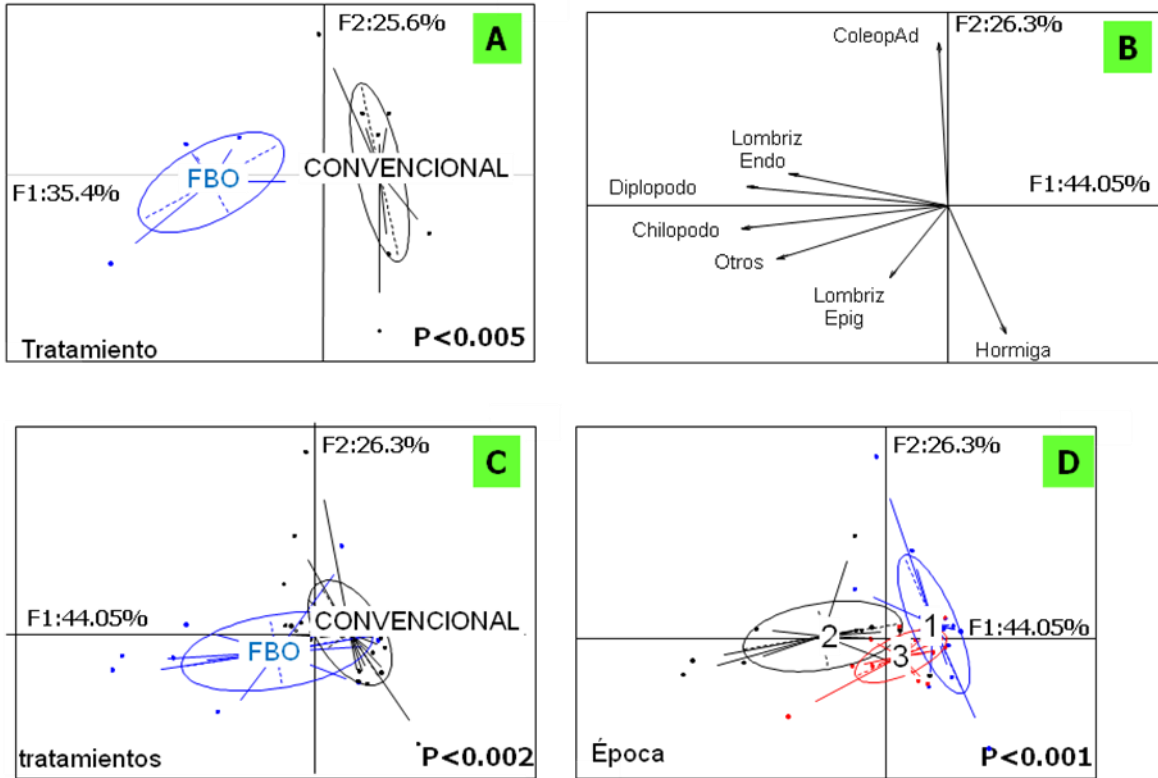 F2:25.6%
A
FBO
CONVENCIONAL
F1:35.4%
P<0.005
Tratamiento
F2:26.3%
B
ColeopAd
Lombriz
Endo
F1:44.05%
Diplopodo
Chilopodo
Otros
Lombriz
Epig
Hormiga
F2:26.3%
C
F1:44.05%
CONVENCIONAL
FBO
P<0.002
tratamientos
F2:26.3%
D
F1:44.05%
1
2
3
P<0.001
Época